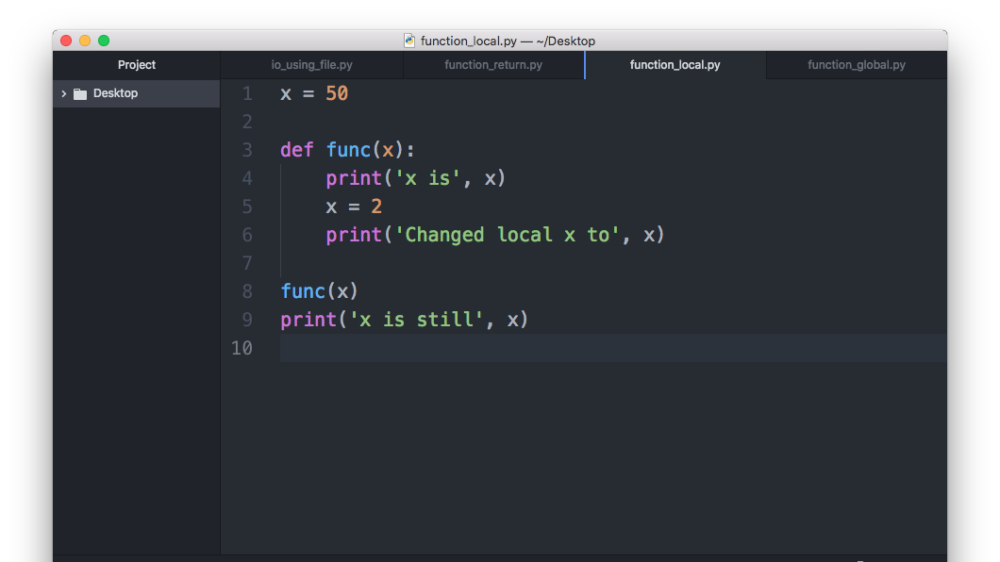 function_local.py — ~/Desktop
Project
io_using_file.py
function_return.py
function_local.py
function_global.py
Desktop
1 x = 50
2
3 def func(x):
4     print('x is', x)
5     x = 2
6     print('Changed local x to', x)
7
8 func(x)
9 print('x is still', x)
10